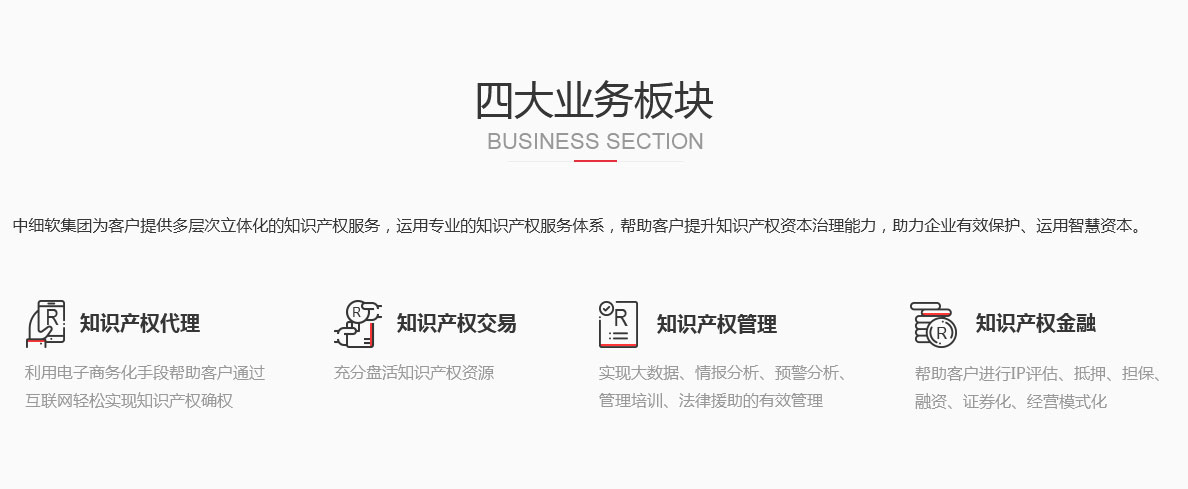 四大业务板块
BUSINESS SECTION
中细软集团为客户提供多层次立体化的知识产权服务，运用专业的知识产权服务体系，帮助客户提升知识产权资本治理能力，助力企业有效保护、运用智慧资本。
R
知识产权代理
利用电子商务化手段帮助客户通过
互联网轻松实现知识产权确权
R
知识产权交易
充分盘活知识产权资源
R
知识产权管理
实现大数据、情报分析、预警分析、
管理培训、法律援助的有效管理
R
知识产权金融
帮助客户进行IP评估、抵押、担保、
融资、证券化、经营模式化